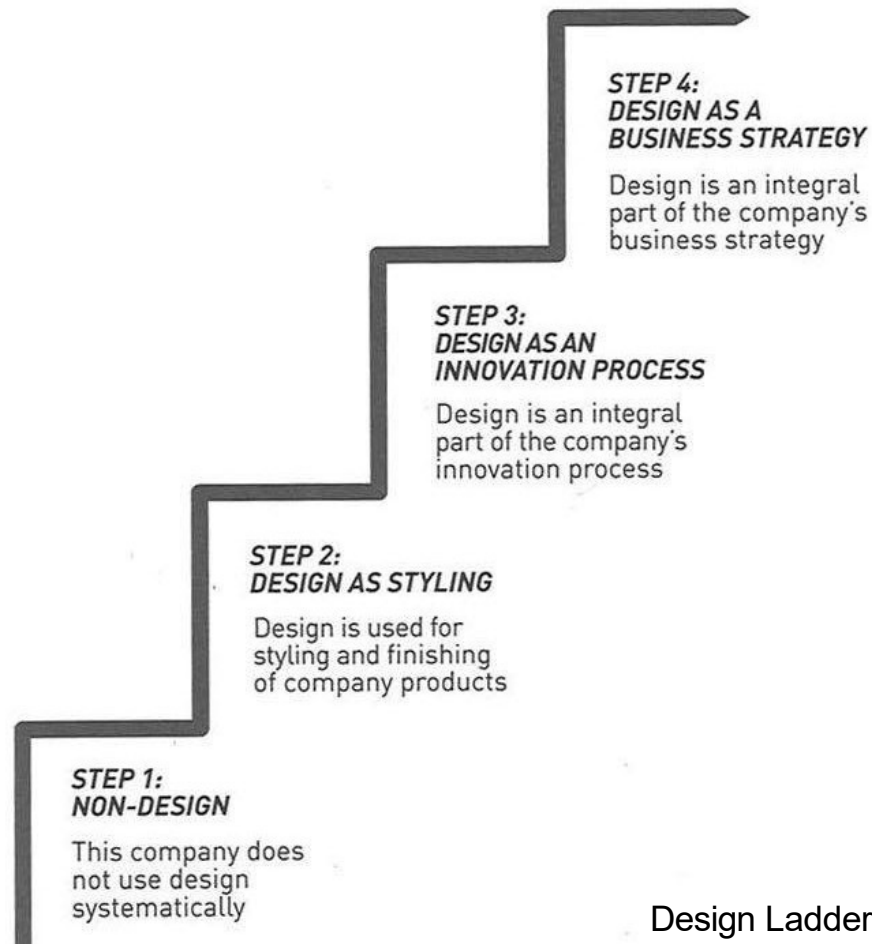 STEP 4:
DESIGN AS A
BUSINESS STRATEGY
Design is an integral
part of the company's
business strategy
STEP 3:
DESIGN AS AN
INNOVATION PROCESS
Design is an integral
part of the company's
innovation process
STEP 2:
DESIGN AS STYLING
Design is used for
styling and finishing
of company products
STEP 1:
NON-DESIGN
This company does
not use design
systematically
Design Ladder